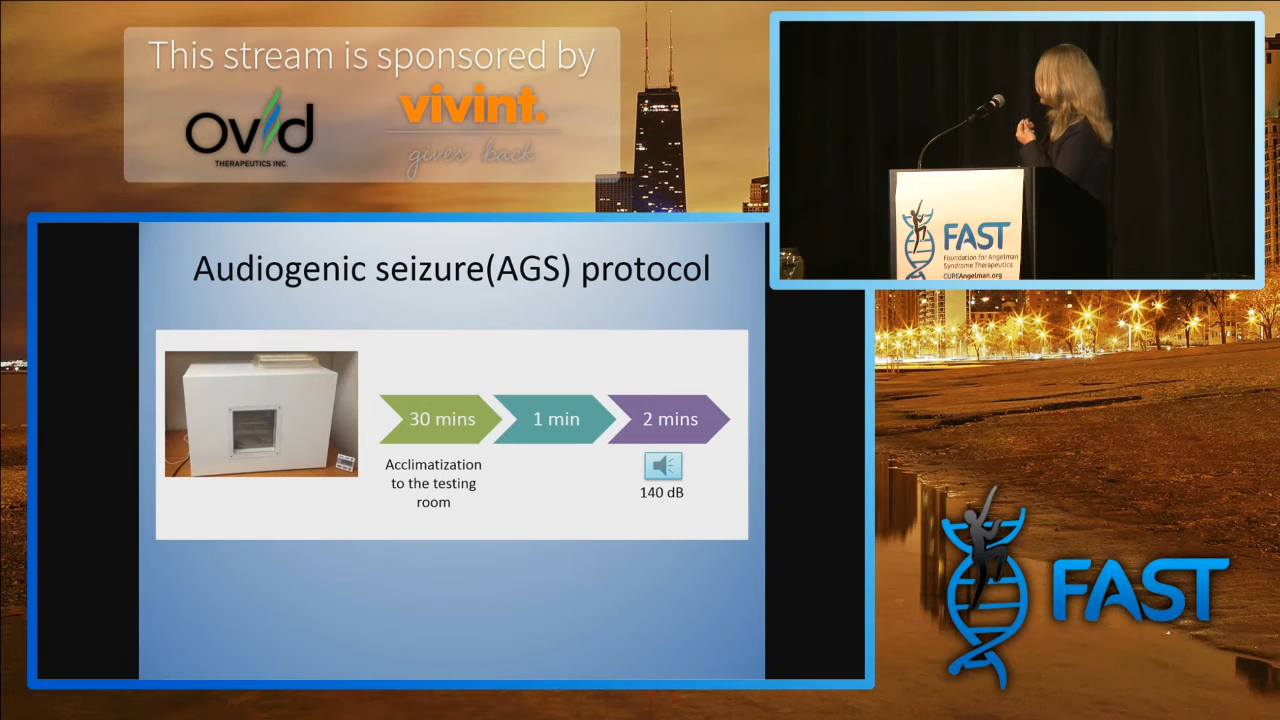 This stream is sponsored by
ovid
THERAPEUTICS INC.
vivint.
gives back
FAST
Foundation for Angelman
Syndrome Therapeutics
CUREAngelman.org
Audiogenic seizure(AGS) protocol
30 mins
1 min
2 mins
Acclimatization
to the testing
room
140 dB
FAST